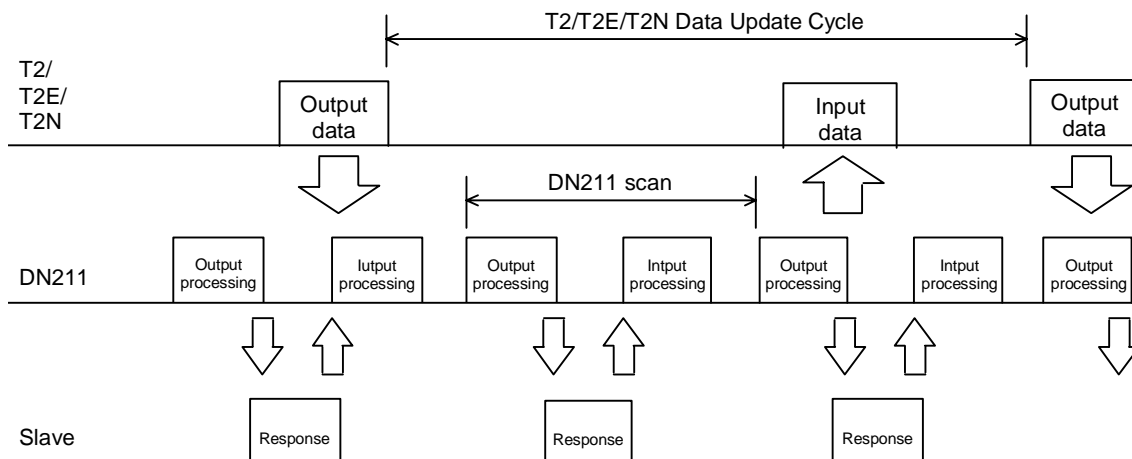 T2/T2E/T2N Data Update Cycle
T2/
T2E/
T2N
Output
data
Input
data
Output
data
DN211 scan
DN211
Output
processing
Iutput
processing
Output
processing
Intput
processing
Output
processing
Intput
processing
Output
processing
Slave
Response
Response
Response